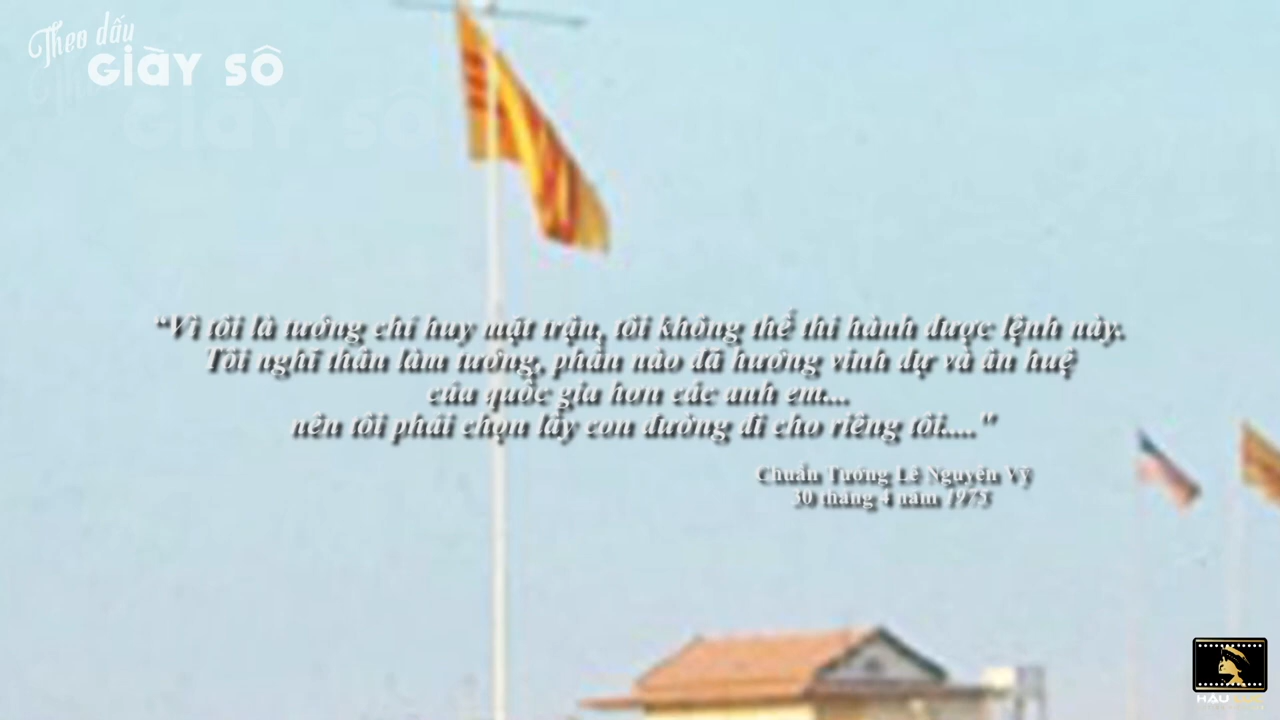 Theo dấu
Giày sô
"Vì tôi là tướng chỉ huy mặt trận, tôi không thể thi hành được lệnh này.
Tôi nghĩ thân làm tướng, phần nào đã hưởng vinh dự và ân huệ
của quốc gia hơn các anh em...
nên tôi phải chọn lấy con đường đi cho riêng tôi...."
Chuẩn Tướng Lê Nguyên Vỹ
30 tháng 4 năm 1975
HẬU